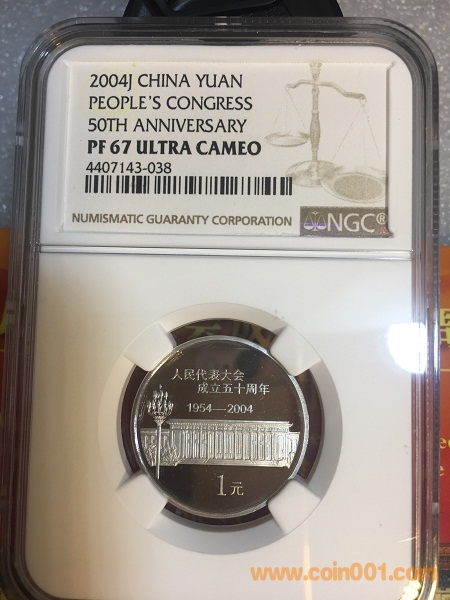 2004J CHINA YUAN
PEOPLE'S CONGRESS
50TH ANNIVERSARY
PF 67 ULTRA CAMEO
4407143-038
NUMISMATIC GUARANTY CORPORATION
NGC®
人民代表大会
成立五十周年
1954—2004
1元
www.coin001.com